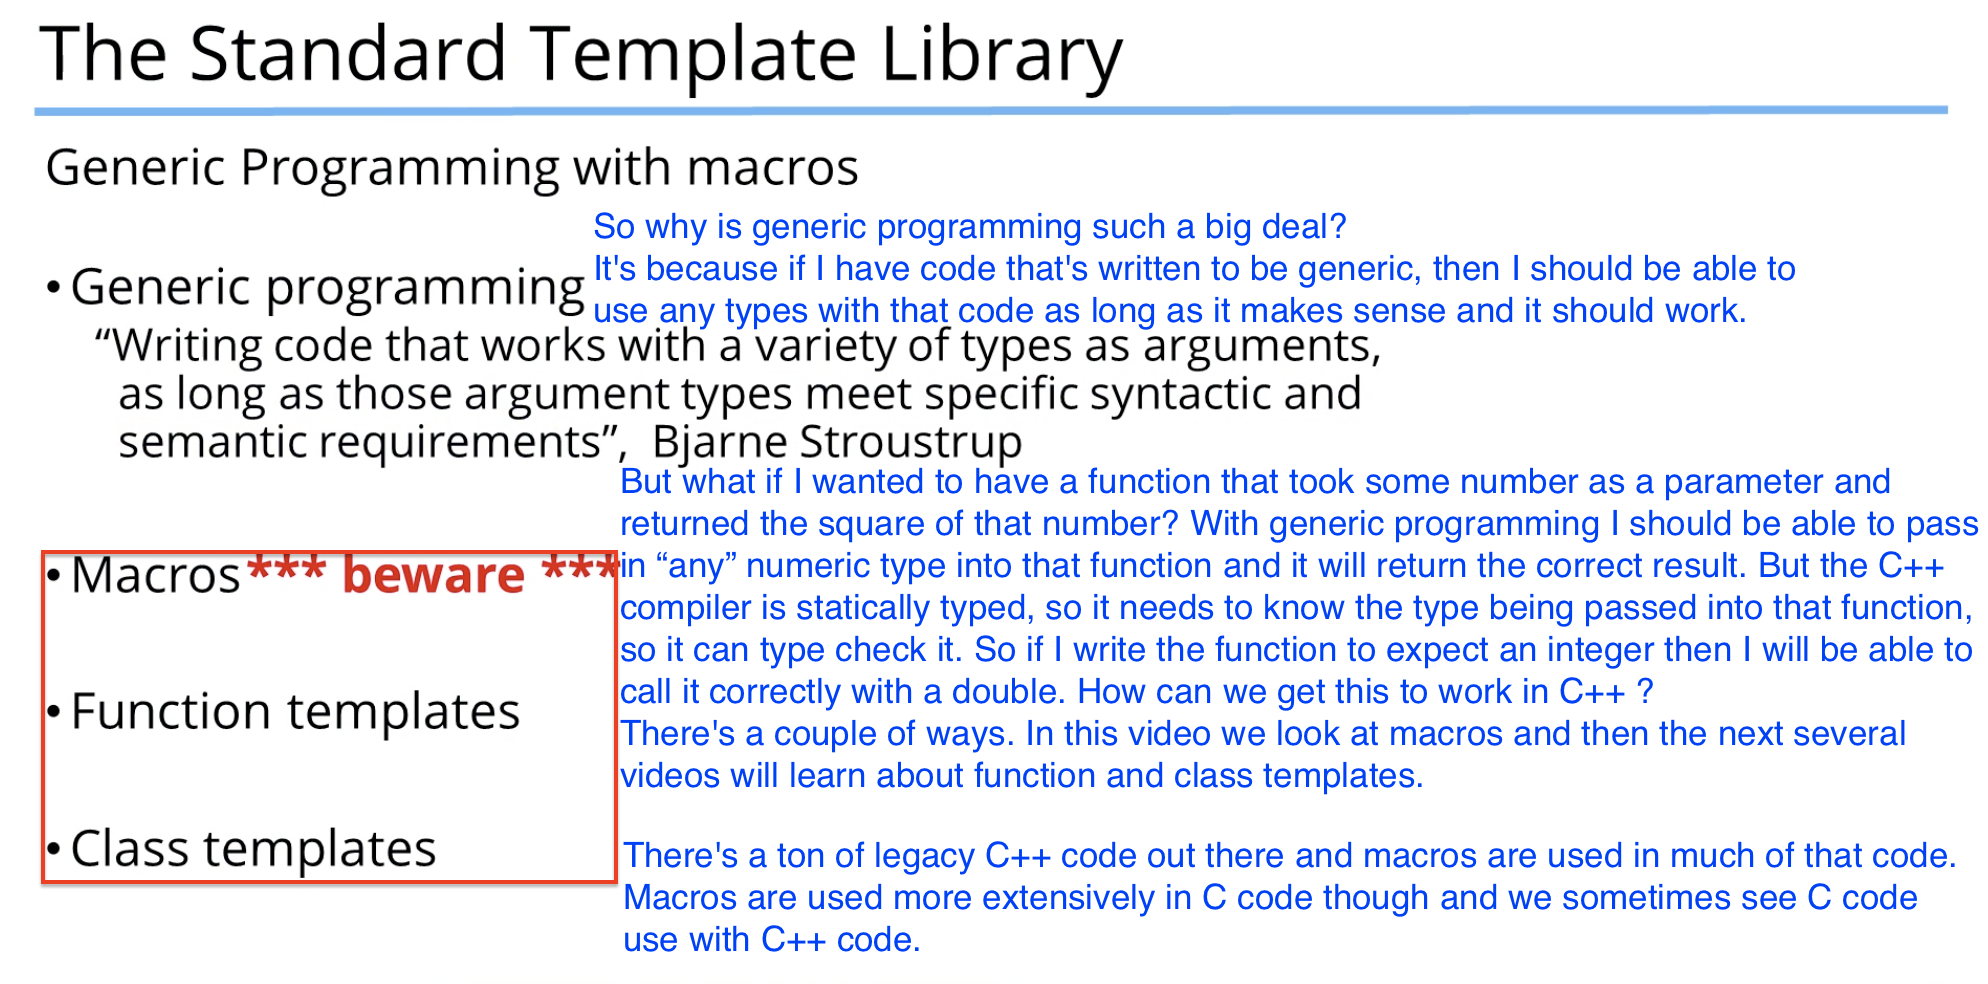 The Standard Template Library
Generic Programming with macros
So why is generic programming such a big deal?
It's because if I have code that's written to be generic, then I should be able to
use any types with that code as long as it makes sense and it should work.
• Generic programming
“Writing code that works with a variety of types as arguments,
as long as those argument types meet specific syntactic and
semantic requirements”, Bjarne Stroustrup
But what if I wanted to have a function that took some number as a parameter and
returned the square of that number? With generic programming I should be able to pass
in “any” numeric type into that function and it will return the correct result. But the C++
compiler is statically typed, so it needs to know the type being passed into that function,
so it can type check it. So if I write the function to expect an integer then I will be able to
call it correctly with a double. How can we get this to work in C++ ?
There's a couple of ways. In this video we look at macros and then the next several
videos will learn about function and class templates.
• Macros *** beware ***
• Function templates
• Class templates
There's a ton of legacy C++ code out there and macros are used in much of that code.
Macros are used more extensively in C code though and we sometimes see C code
use with C++ code.